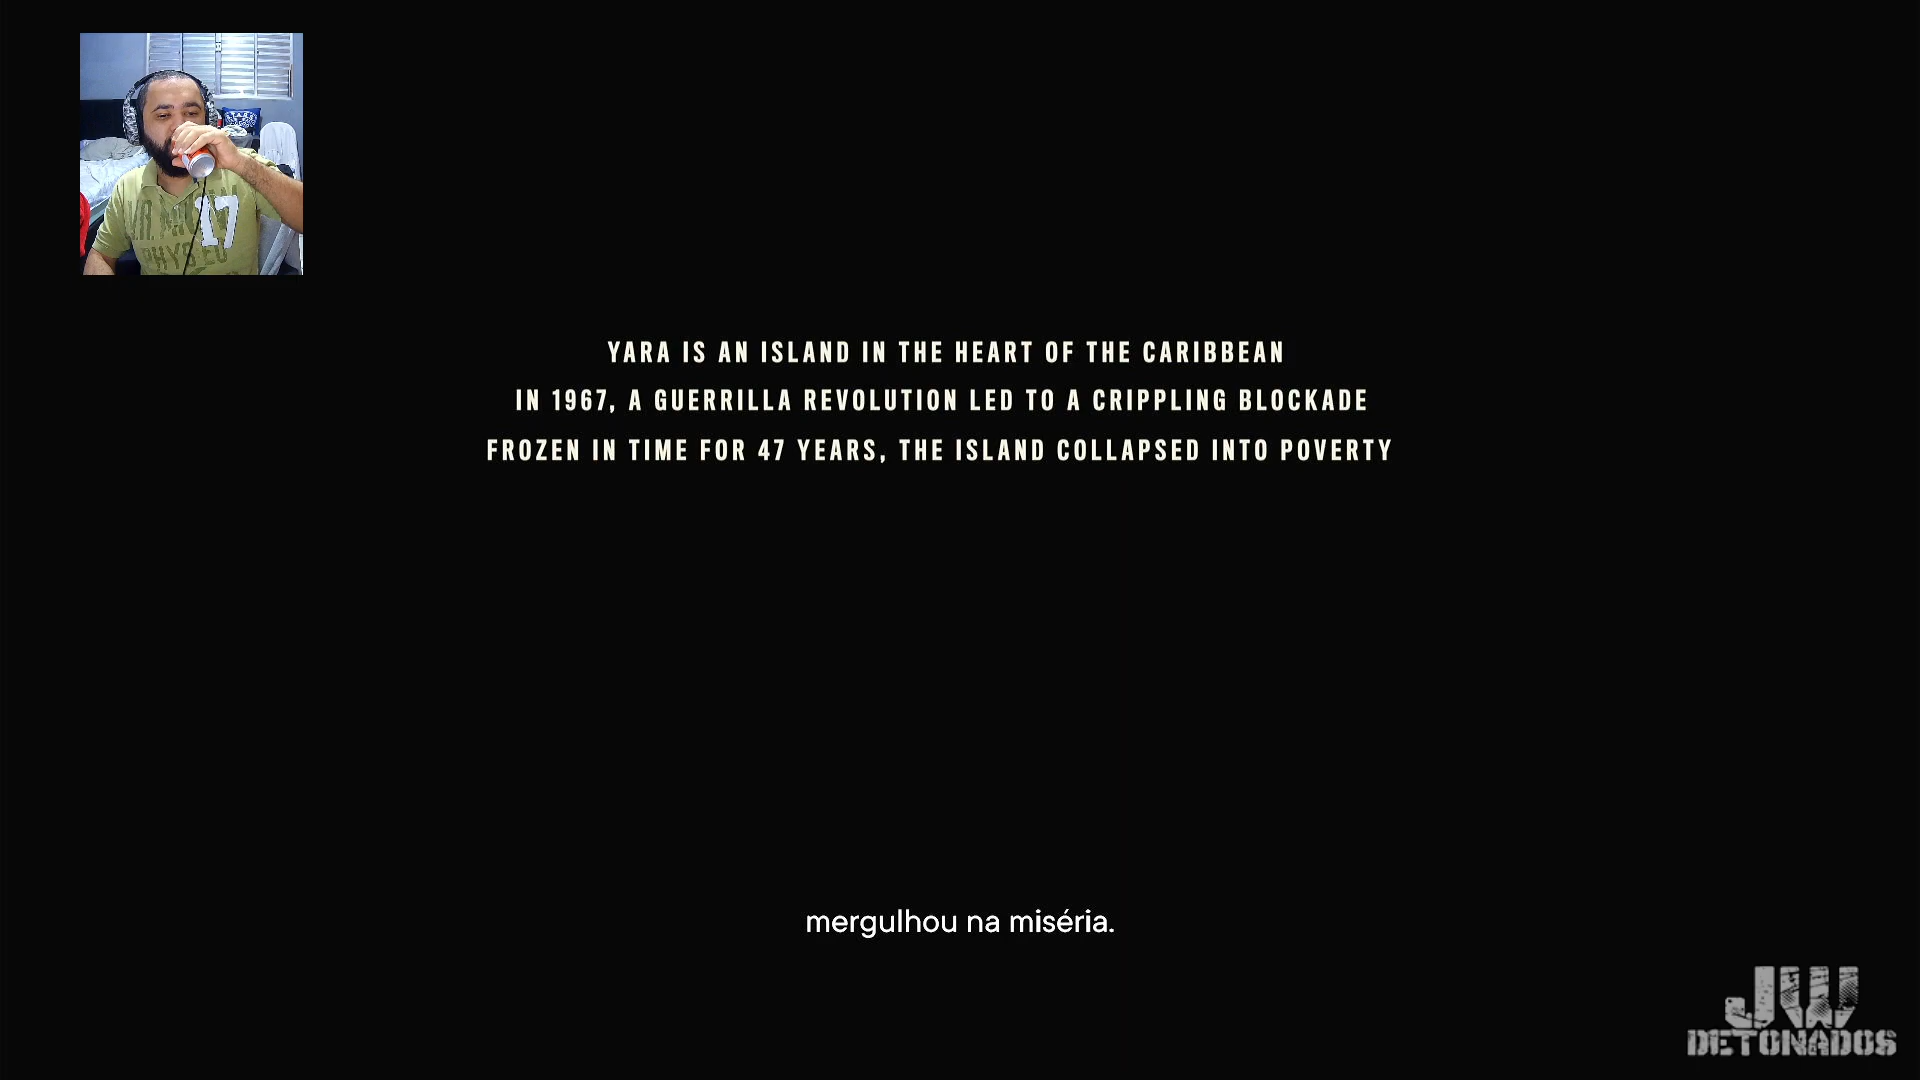 YARA IS AN ISLAND IN THE HEART OF THE CARIBBEAN
IN 1967, A GUERRILLA REVOLUTION LED TO A CRIPPLING BLOCKADE
FROZEN IN TIME FOR 47 YEARS, THE ISLAND COLLAPSED INTO POVERTY
17
mergulhou na miséria.
JW
DETONADOS